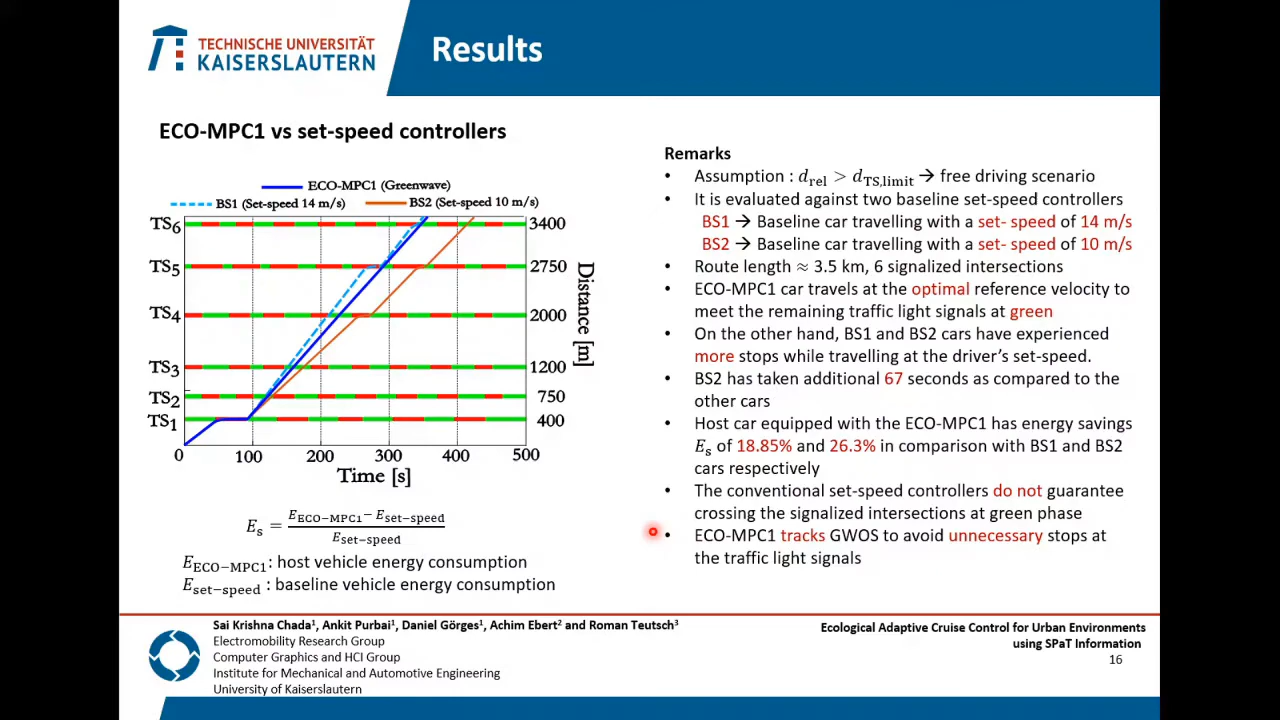 TECHNISCHE UNIVERSITÄT
KAISERSLAUTERN
Results
ECO-MPC1 vs set-speed controllers
ECO-MPC1 (Greenwave)
BS1 (Set-speed 14 m/s)
BS2 (Set-speed 10 m/s)
TS6
TS5
TS4
TS3
TS2
TS1
3400
2750
2000
1200
750
400
Distance [m]
0
100
200
300
400
500
Time [s]
Es = (EECO−MPC1− Eset−speed) / Eset−speed
EECO−MPC1: host vehicle energy consumption
Eset−speed : baseline vehicle energy consumption
Remarks
• Assumption : drel > dTS,limit → free driving scenario
• It is evaluated against two baseline set-speed controllers
BS1 → Baseline car travelling with a set- speed of 14 m/s
BS2 → Baseline car travelling with a set- speed of 10 m/s
• Route length ≈ 3.5 km, 6 signalized intersections
• ECO-MPC1 car travels at the optimal reference velocity to
meet the remaining traffic light signals at green
• On the other hand, BS1 and BS2 cars have experienced
more stops while travelling at the driver's set-speed.
• BS2 has taken additional 67 seconds as compared to the
other cars
• Host car equipped with the ECO-MPC1 has energy savings
Es of 18.85% and 26.3% in comparison with BS1 and BS2
cars respectively
• The conventional set-speed controllers do not guarantee
crossing the signalized intersections at green phase
• ECO-MPC1 tracks GWOS to avoid unnecessary stops at
the traffic light signals
Sai Krishna Chada¹, Ankit Purbai¹, Daniel Görges¹, Achim Ebert² and Roman Teutsch³
Electromobility Research Group
Computer Graphics and HCI Group
Institute for Mechanical and Automotive Engineering
University of Kaiserslautern
Ecological Adaptive Cruise Control for Urban Environments
using SPaT Information
16